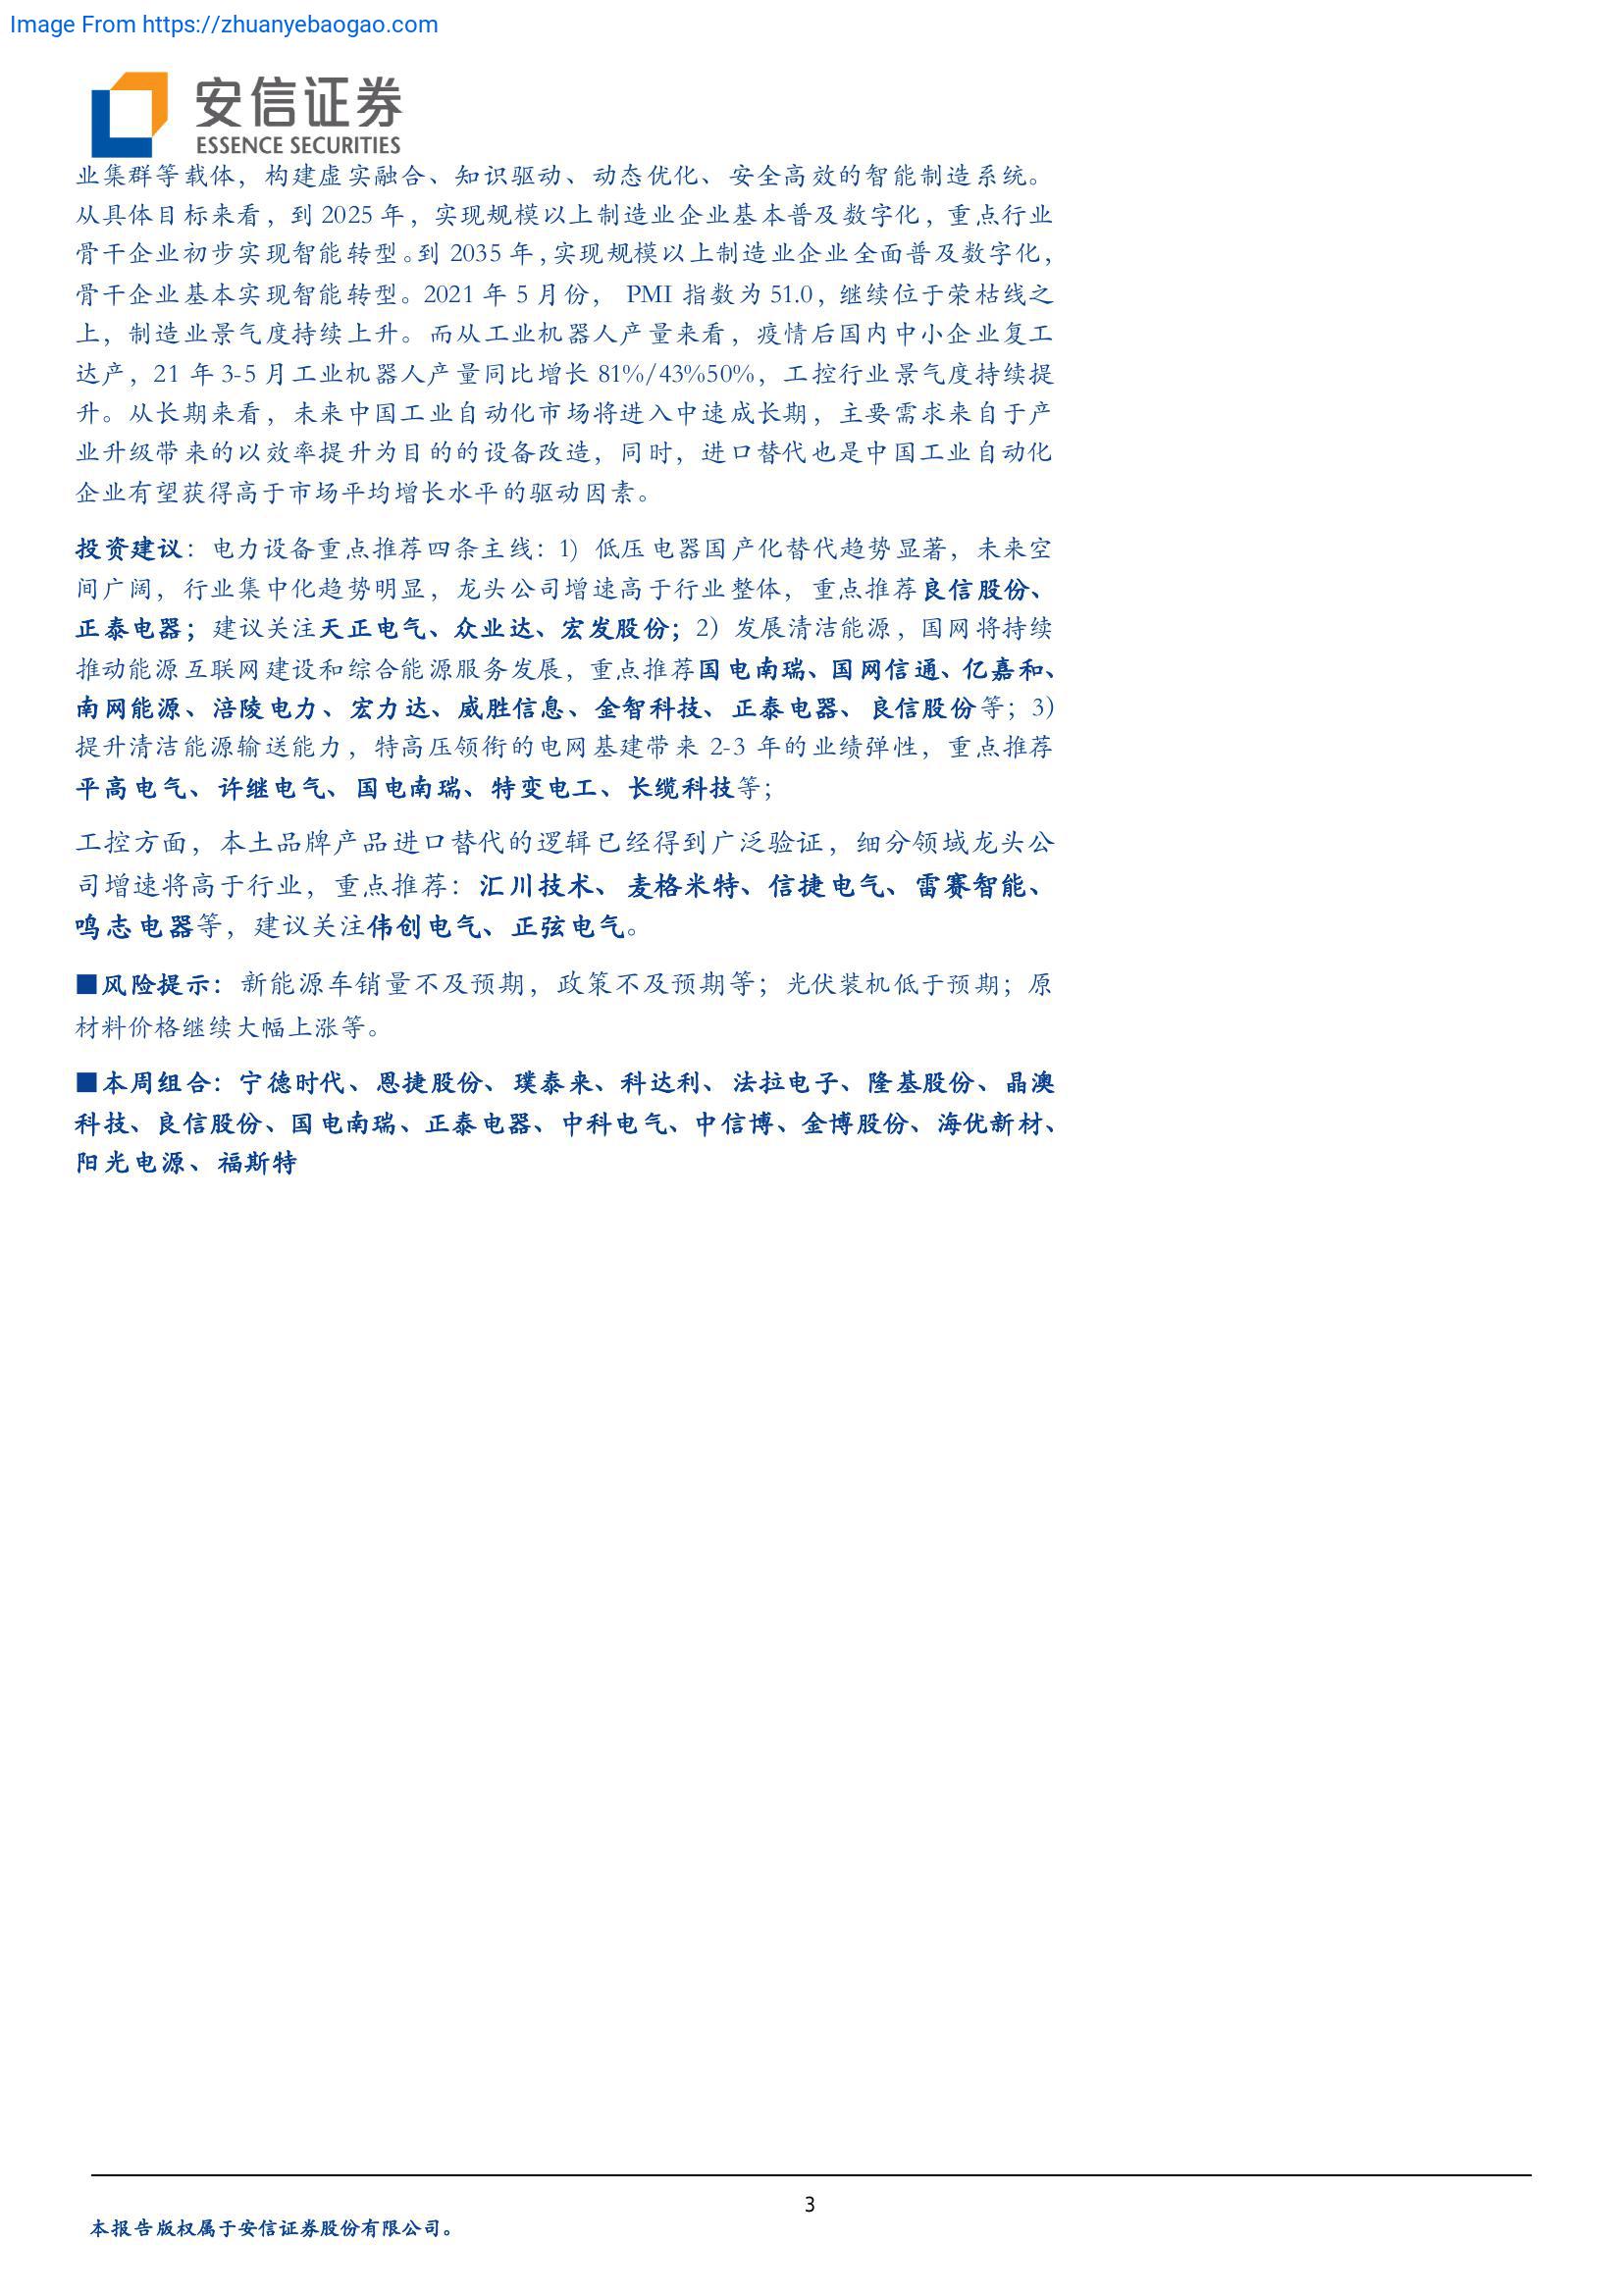 Image From https://zhuanyebaogao.com
安信证券
ESSENCE SECURITIES
业集群等载体，构建虚实融合、知识驱动、动态优化、安全高效的智能制造系统。
从具体目标来看，到 2025 年，实现规模以上制造业企业基本普及数字化，重点行业
骨干企业初步实现智能转型。到 2035 年，实现规模以上制造业企业全面普及数字化，
骨干企业基本实现智能转型。2021 年 5 月份， PMI 指数为 51.0，继续位于荣枯线之
上，制造业景气度持续上升。而从工业机器人产量来看，疫情后国内中小企业复工
达产，21 年 3-5 月工业机器人产量同比增长 81%/43%50%，工控行业景气度持续提
升。从长期来看，未来中国工业自动化市场将进入中速成长期，主要需求来自于产
业升级带来的以效率提升为目的的设备改造，同时，进口替代也是中国工业自动化
企业有望获得高于市场平均增长水平的驱动因素。
投资建议：电力设备重点推荐四条主线：1）低压电器国产化替代趋势显著，未来空
间广阔，行业集中化趋势明显，龙头公司增速高于行业整体，重点推荐良信股份、
正泰电器；建议关注天正电气、众业达、宏发股份；2）发展清洁能源，国网将持续
推动能源互联网建设和综合能源服务发展，重点推荐国电南瑞、国网信通、亿嘉和、
南网能源、涪陵电力、宏力达、威胜信息、金智科技、正泰电器、良信股份等；3）
提升清洁能源输送能力，特高压领衔的电网基建带来 2-3 年的业绩弹性，重点推荐
平高电气、许继电气、国电南瑞、特变电工、长缆科技等；
工控方面，本土品牌产品进口替代的逻辑已经得到广泛验证，细分领域龙头公
司增速将高于行业，重点推荐：汇川技术、麦格米特、信捷电气、雷赛智能、
鸣志电器等，建议关注伟创电气、正弦电气。
■风险提示：新能源车销量不及预期，政策不及预期等；光伏装机低于预期；原
材料价格继续大幅上涨等。
■本周组合：宁德时代、恩捷股份、璞泰来、科达利、法拉电子、隆基股份、晶澳
科技、良信股份、国电南瑞、正泰电器、中科电气、中信博、金博股份、海优新材、
阳光电源、福斯特
3
本报告版权属于安信证券股份有限公司。